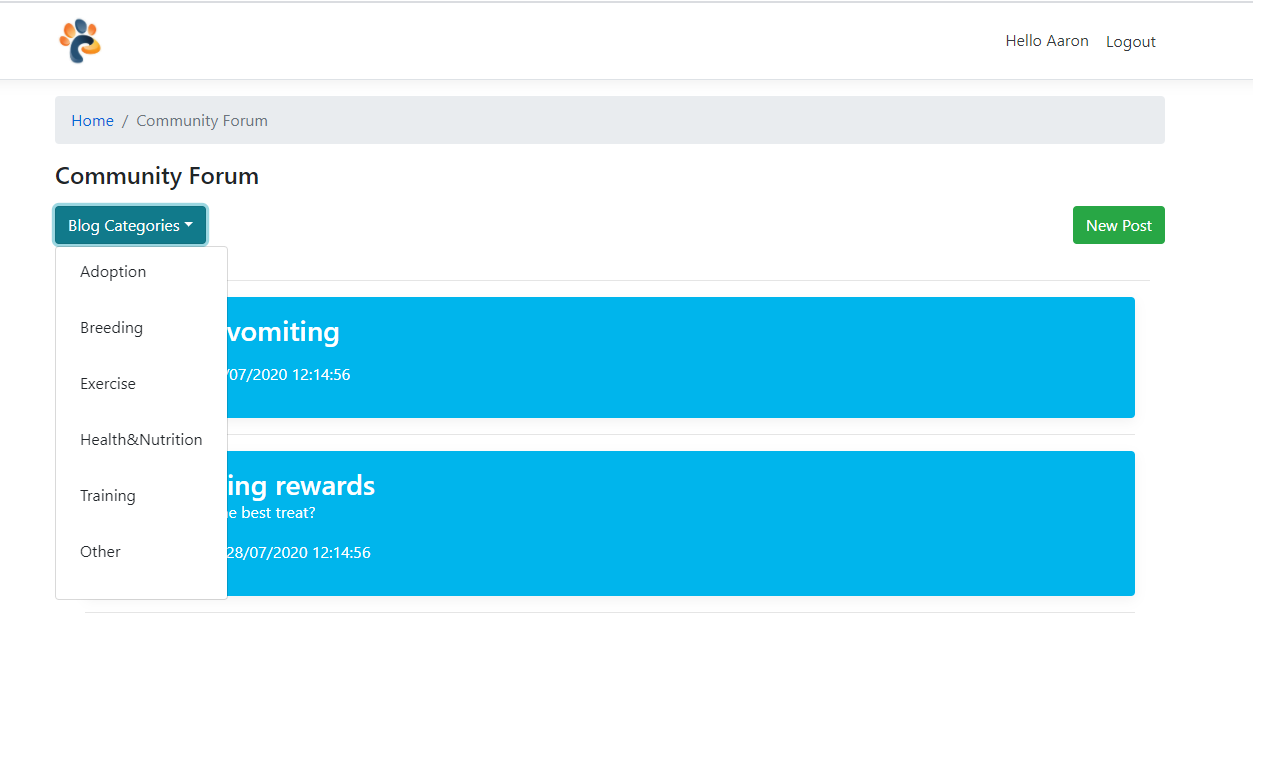 Hello Aaron Logout
Home / Community Forum
Community Forum
Blog Categories New Post
Adoption
Breeding
Exercise
Health&Nutrition
Training
Other
vomiting
/07/2020 12:14:56
ing rewards
best treat?
28/07/2020 12:14:56